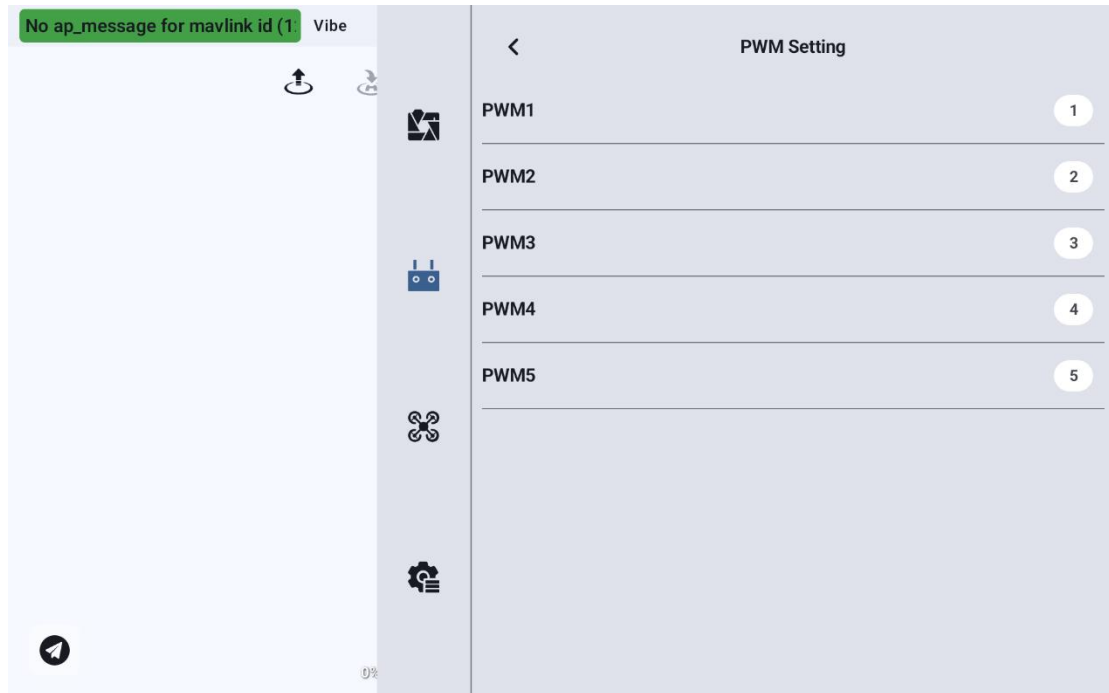 No ap_message for mavlink id (1
Vibe
PWM Setting
PWM1
1
PWM2
2
PWM3
3
PWM4
4
PWM5
5
0%